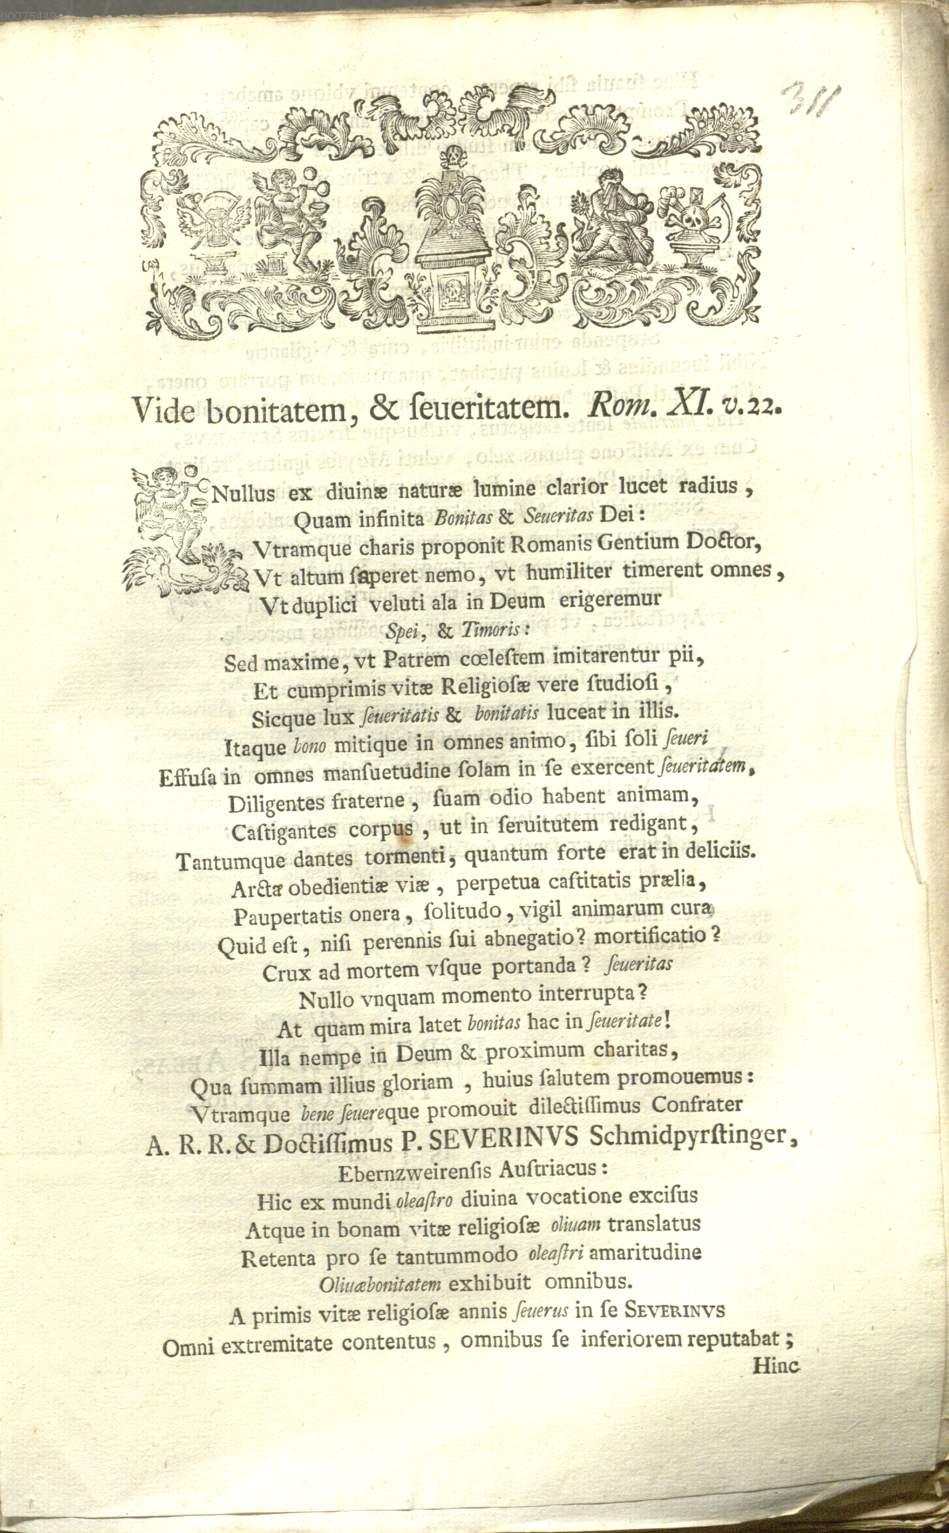 311
Vide bonitatem, & ſeueritatem. Rom. XI. v.22.
Nullus ex diuinæ naturæ lumine clarior lucet radius ,
Quam infinita Bonitas & Seueritas Dei :
Vtramque charis proponit Romanis Gentium Doctor,
Vt altum ſaperet nemo, vt humiliter timerent omnes ,
Vt duplici veluti ala in Deum erigeremur
Spei, & Timoris :
Sed maxime, vt Patrem cœleſtem imitarentur pii,
Et cumprimis vitæ Religioſæ vere ſtudioſi ,
Sicque lux ſeueritatis & bonitatis luceat in illis.
Itaque bono mitique in omnes animo, ſibi ſoli ſeueri
Effuſa in omnes manſuetudine ſolam in ſe exercent ſeueritatem,
Diligentes fraterne , ſuam odio habent animam,
Caſtigantes corpus , ut in ſeruitutem redigant,
Tantumque dantes tormenti, quantum forte erat in deliciis.
Arctæ obedientiæ viæ , perpetua caſtitatis prælia,
Paupertatis onera, ſolitudo, vigil animarum cura,
Quid eſt, niſi perennis ſui abnegatio? mortificatio?
Crux ad mortem vſque portanda? ſeueritas
Nullo vnquam momento interrupta?
At quam mira latet bonitas hac in ſeueritate!
Illa nempe in Deum & proximum charitas,
Qua ſummam illius gloriam , huius ſalutem promouemus :
Vtramque bene ſeuereque promouit dilectiſſimus Confrater
A. R. R. & Doctiſſimus P. SEVERINVS Schmidpyrſtinger,
Ebernzweirenſis Auſtriacus :
Hic ex mundi oleaſtro diuina vocatione exciſus
Atque in bonam vitæ religioſæ oliuam translatus
Retenta pro ſe tantummodo oleaſtri amaritudine
Oliuæbonitatem exhibuit omnibus.
A primis vitæ religioſæ annis ſeuerus in ſe SEVERINVS
Omni extremitate contentus , omnibus ſe inferiorem reputabat ;
Hinc